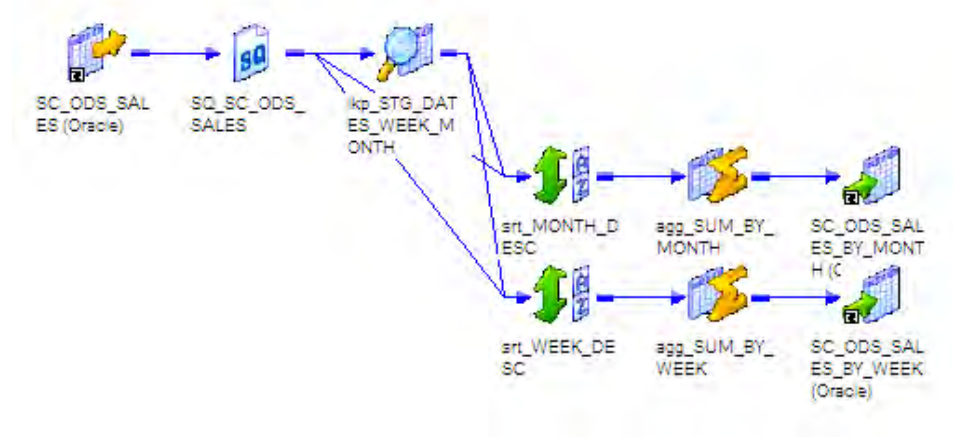 SQ
SC_ODS_SAL
ES (Oracle)
SQ_SC_ODS_
SALES
lkp_STG_DAT
ES_WEEK_M
ONTH
A
Z
srt_MONTH_D
ESC
agg_SUM_BY_
MONTH
SC_ODS_SAL
ES_BY_MONT
H (C
A
Z
srt_WEEK_DE
SC
agg_SUM_BY_
WEEK
SC_ODS_SAL
ES_BY_WEEK
(Oracle)